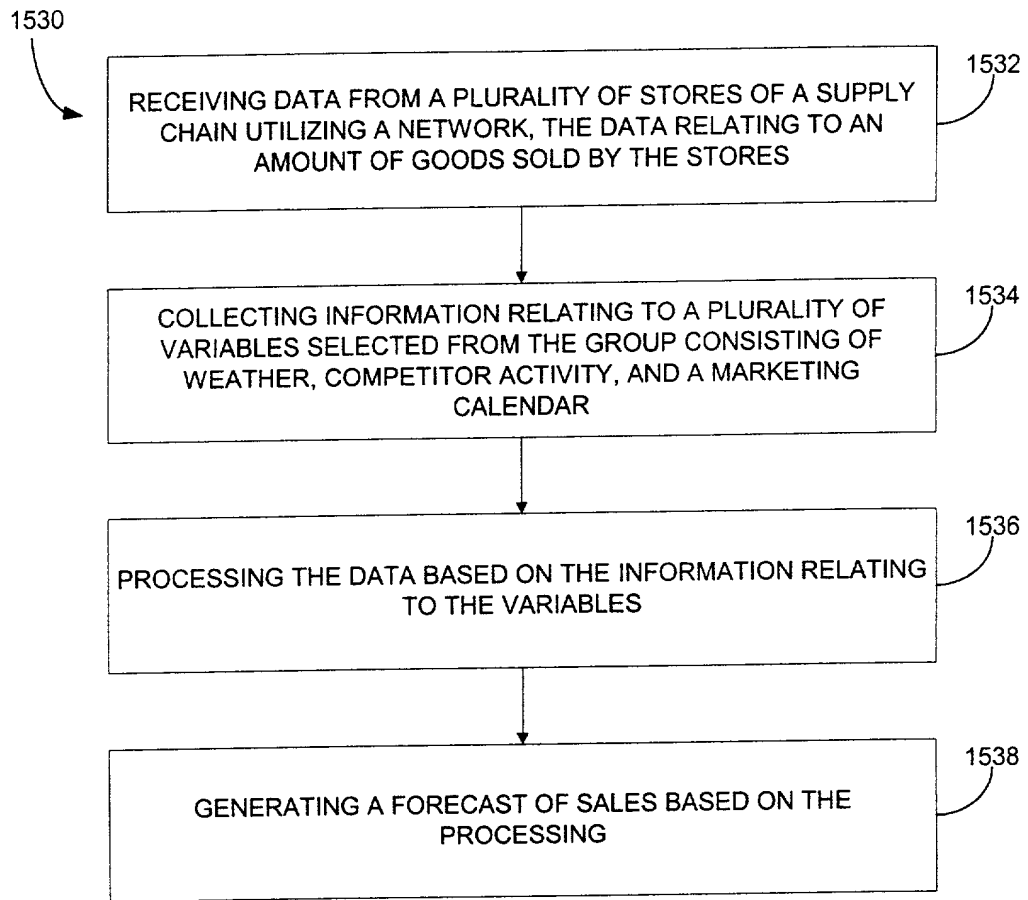 1530
1532
RECEIVING DATA FROM A PLURALITY OF STORES OF A SUPPLY
CHAIN UTILIZING A NETWORK, THE DATA RELATING TO AN
AMOUNT OF GOODS SOLD BY THE STORES
1534
COLLECTING INFORMATION RELATING TO A PLURALITY OF
VARIABLES SELECTED FROM THE GROUP CONSISTING OF
WEATHER, COMPETITOR ACTIVITY, AND A MARKETING
CALENDAR
1536
PROCESSING THE DATA BASED ON THE INFORMATION RELATING
TO THE VARIABLES
1538
GENERATING A FORECAST OF SALES BASED ON THE
PROCESSING